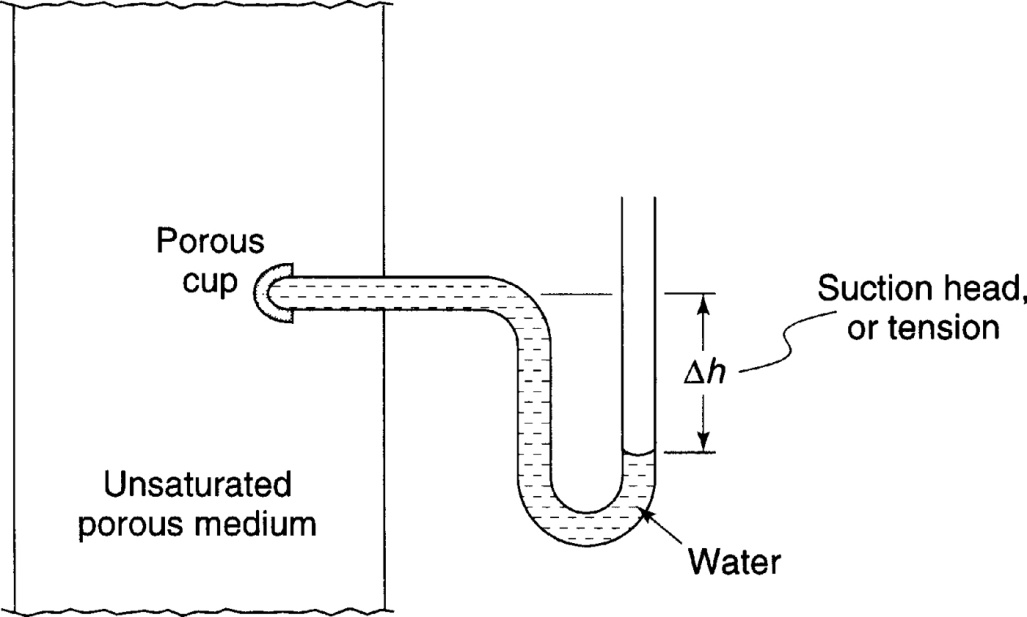 Porous
cup
Suction head,
or tension
Δh
Unsaturated
porous medium
Water